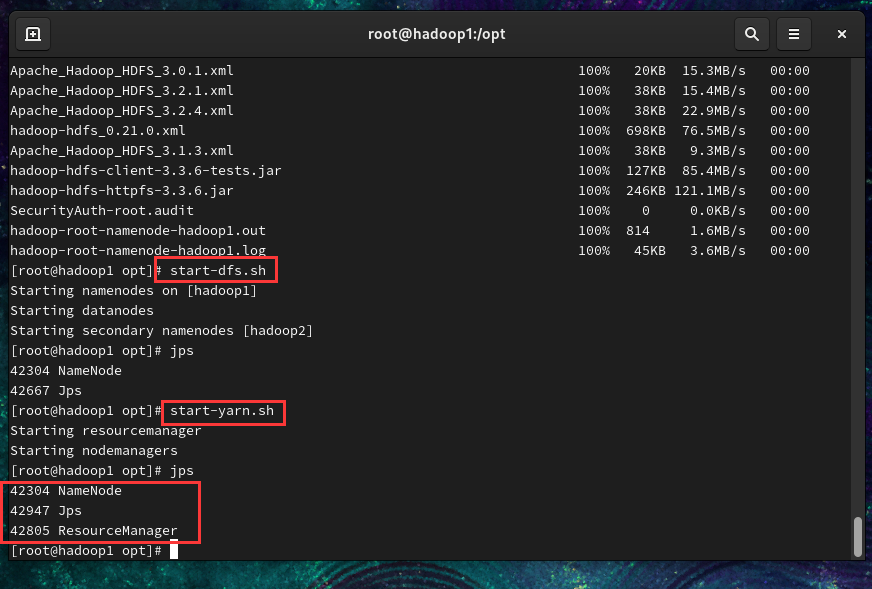 root@hadoop1:/opt
Apache_Hadoop_HDFS_3.0.1.xml 100% 20KB 15.3MB/s 00:00
Apache_Hadoop_HDFS_3.2.1.xml 100% 38KB 15.4MB/s 00:00
Apache_Hadoop_HDFS_3.2.4.xml 100% 38KB 22.9MB/s 00:00
hadoop-hdfs_0.21.0.xml 100% 698KB 76.5MB/s 00:00
Apache_Hadoop_HDFS_3.1.3.xml 100% 38KB 9.3MB/s 00:00
hadoop-hdfs-client-3.3.6-tests.jar 100% 127KB 85.4MB/s 00:00
hadoop-hdfs-httpfs-3.3.6.jar 100% 246KB 121.1MB/s 00:00
SecurityAuth-root.audit 100% 0 0.0KB/s 00:00
hadoop-root-namenode-hadoop1.out 100% 814 1.6MB/s 00:00
hadoop-root-namenode-hadoop1.log 100% 45KB 3.6MB/s 00:00
[root@hadoop1 opt]# start-dfs.sh
Starting namenodes on [hadoop1]
Starting datanodes
Starting secondary namenodes [hadoop2]
[root@hadoop1 opt]# jps
42304 NameNode
42667 Jps
[root@hadoop1 opt]# start-yarn.sh
Starting resourcemanager
Starting nodemanagers
[root@hadoop1 opt]# jps
42304 NameNode
42947 Jps
42805 ResourceManager
[root@hadoop1 opt]#